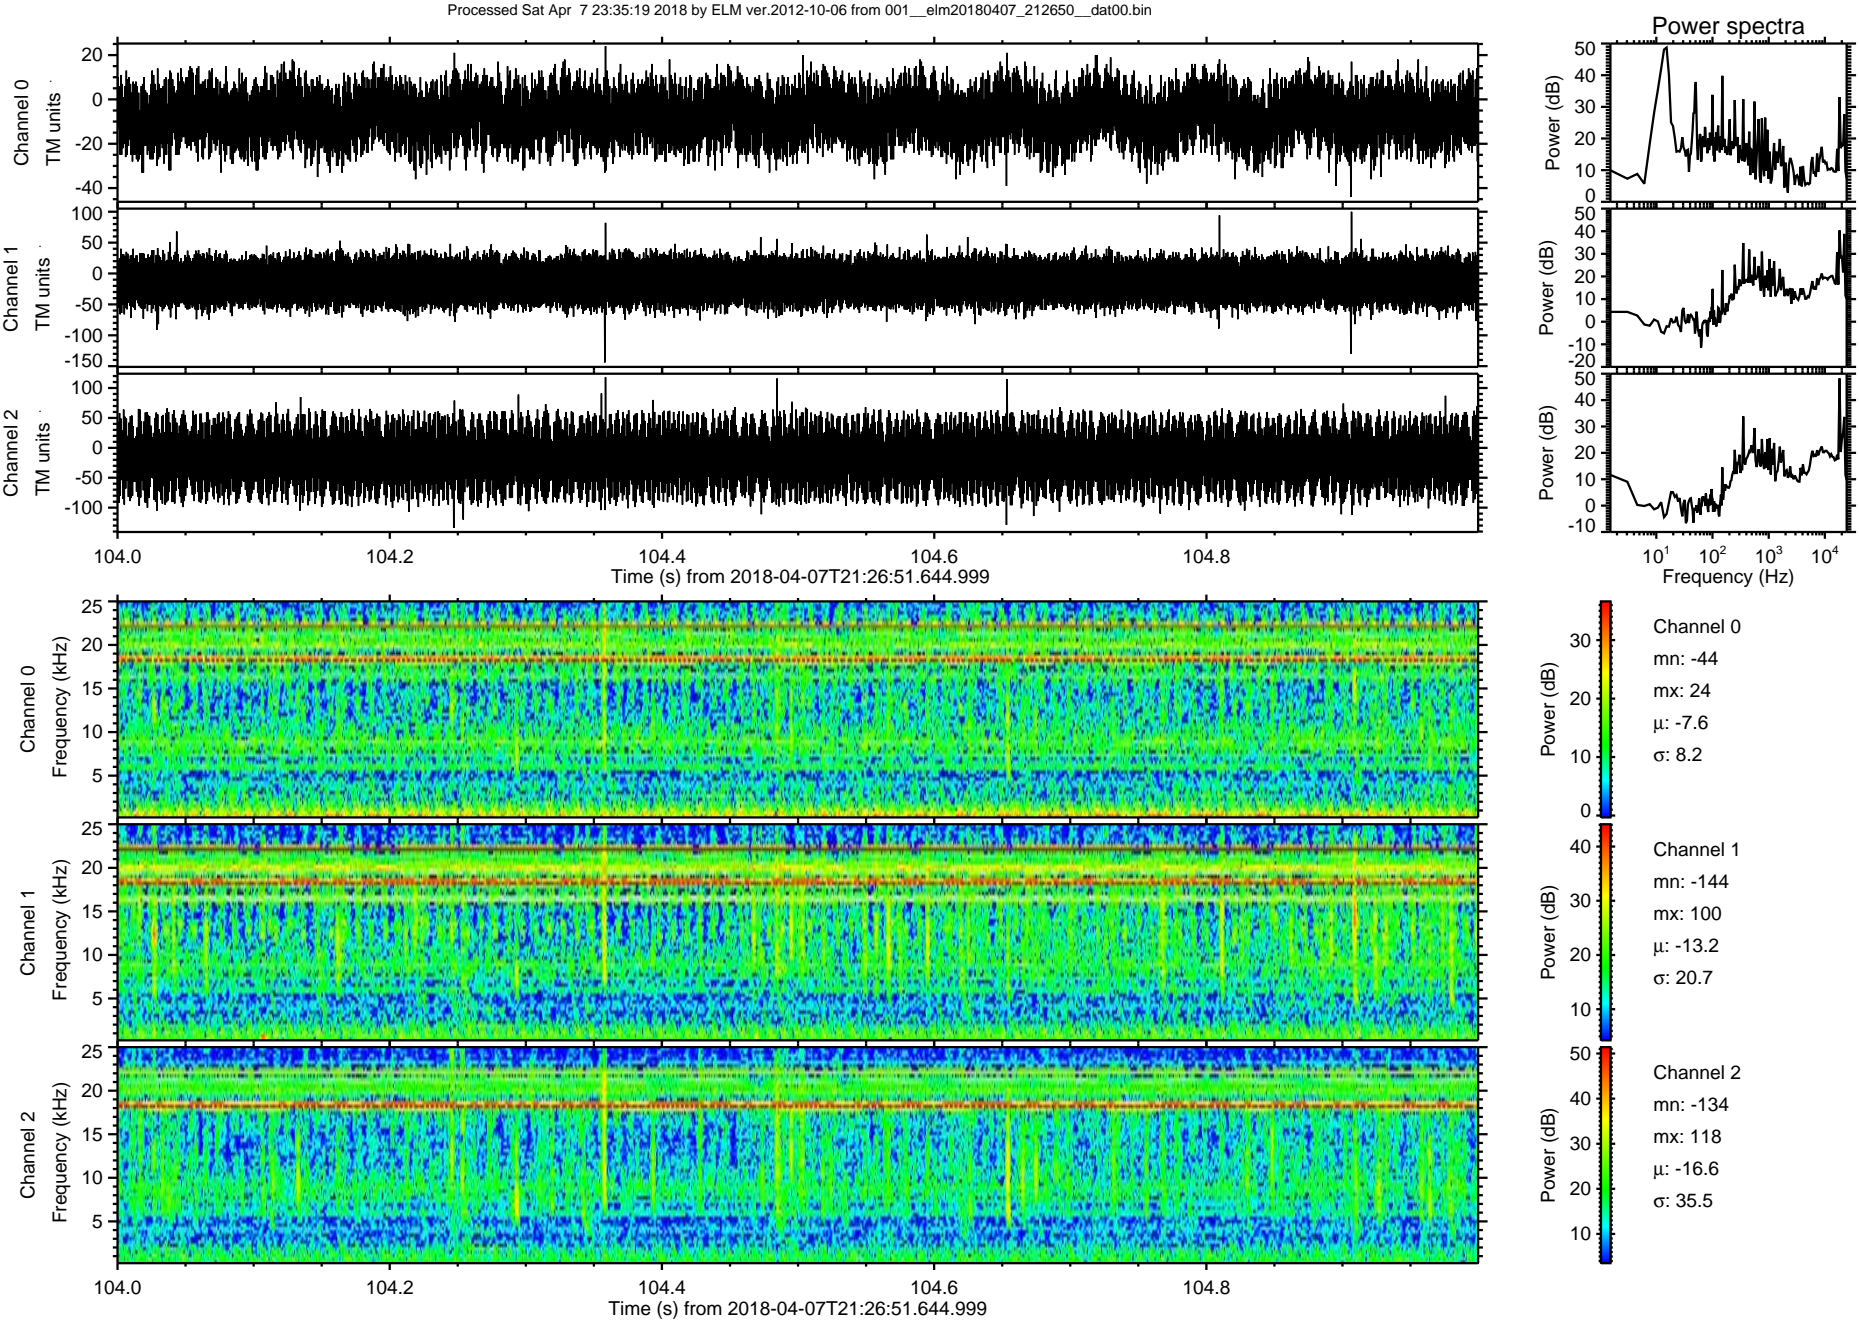 Processed Sat Apr  7 23:35:19 2018 by ELM ver.2012-10-06 from 001__elm20180407_212650__dat00.bin
Power spectra
Channel 0
TM units
20
0
-20
-40
Power (dB)
50
40
30
20
10
0
Channel 1
TM units
100
50
0
-50
-100
-150
Power (dB)
50
40
30
20
10
0
-10
-20
Channel 2
TM units
100
50
0
-50
-100
Power (dB)
50
40
30
20
10
0
-10
104.0 104.2 104.4 104.6 104.8
Time (s) from 2018-04-07T21:26:51.644.999
10^1 10^2 10^3 10^4
Frequency (Hz)
Channel 0
Frequency (kHz)
25
20
15
10
5
Power (dB)
30
20
10
0
Channel 0
mn: -44
mx: 24
μ: -7.6
σ: 8.2
Channel 1
Frequency (kHz)
25
20
15
10
5
Power (dB)
40
30
20
10
Channel 1
mn: -144
mx: 100
μ: -13.2
σ: 20.7
Channel 2
Frequency (kHz)
25
20
15
10
5
Power (dB)
50
40
30
20
10
Channel 2
mn: -134
mx: 118
μ: -16.6
σ: 35.5
104.0 104.2 104.4 104.6 104.8
Time (s) from 2018-04-07T21:26:51.644.999